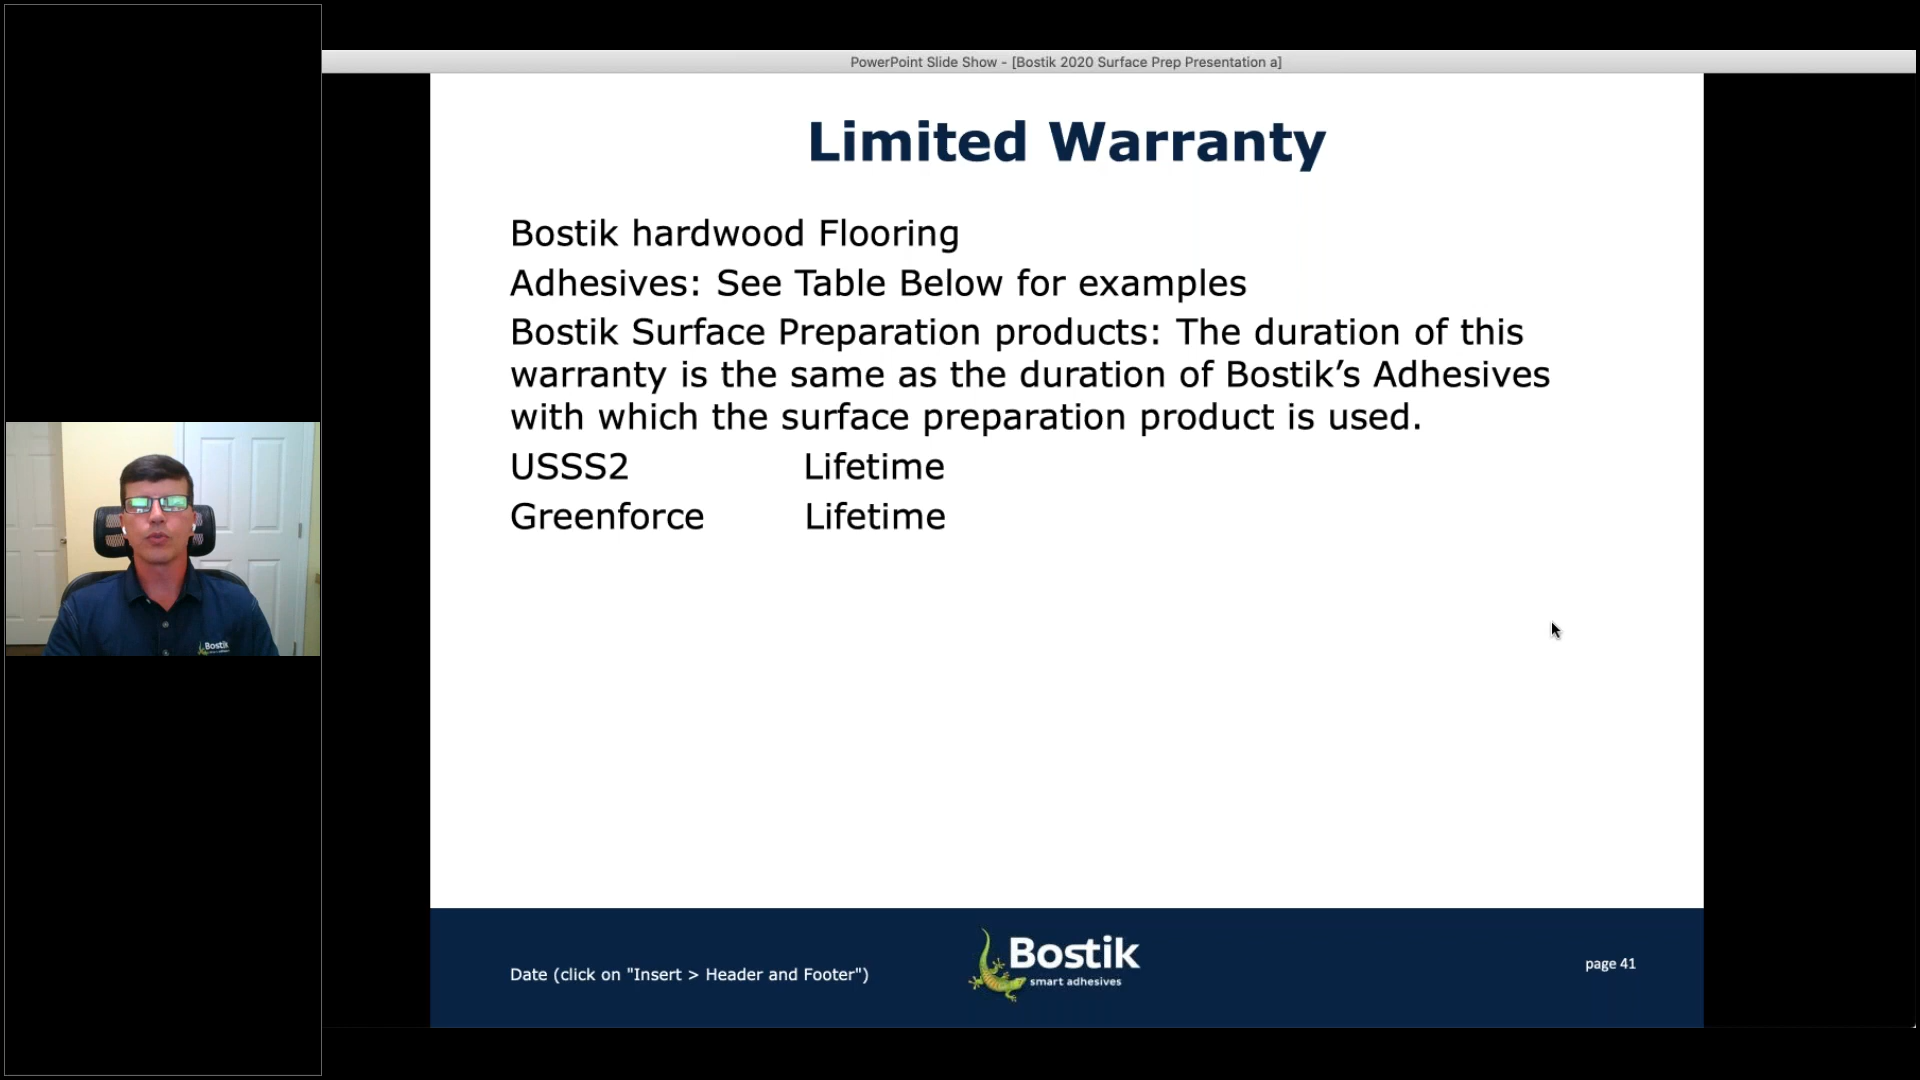 PowerPoint Slide Show - [Bostik 2020 Surface Prep Presentation a]
Limited Warranty
Bostik hardwood Flooring
Adhesives: See Table Below for examples
Bostik Surface Preparation products: The duration of this
warranty is the same as the duration of Bostik’s Adhesives
with which the surface preparation product is used.
USSS2 Lifetime
Greenforce Lifetime
Bostik
Date (click on "Insert > Header and Footer")
Bostik
smart adhesives
page 41